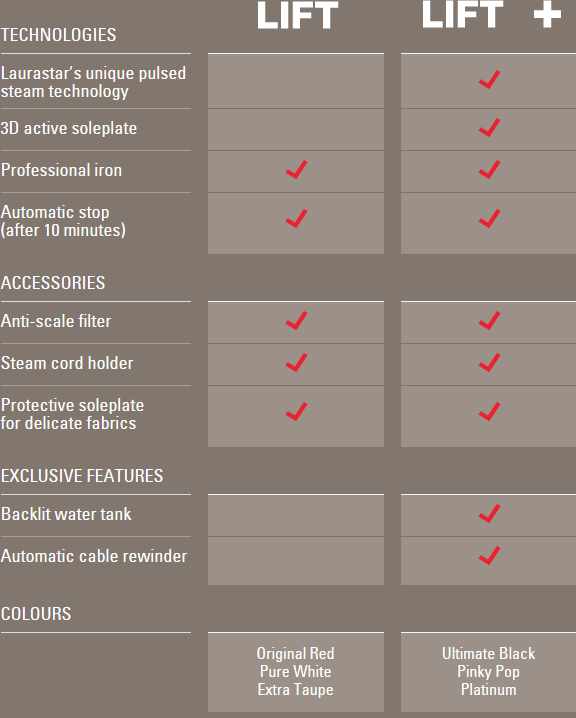 LIFT
LIFT +
TECHNOLOGIES
Laurastar’s unique pulsed
steam technology
3D active soleplate
Professional iron
Automatic stop
(after 10 minutes)
ACCESSORIES
Anti-scale filter
Steam cord holder
Protective soleplate
for delicate fabrics
EXCLUSIVE FEATURES
Backlit water tank
Automatic cable rewinder
COLOURS
Original Red
Pure White
Extra Taupe
Ultimate Black
Pinky Pop
Platinum